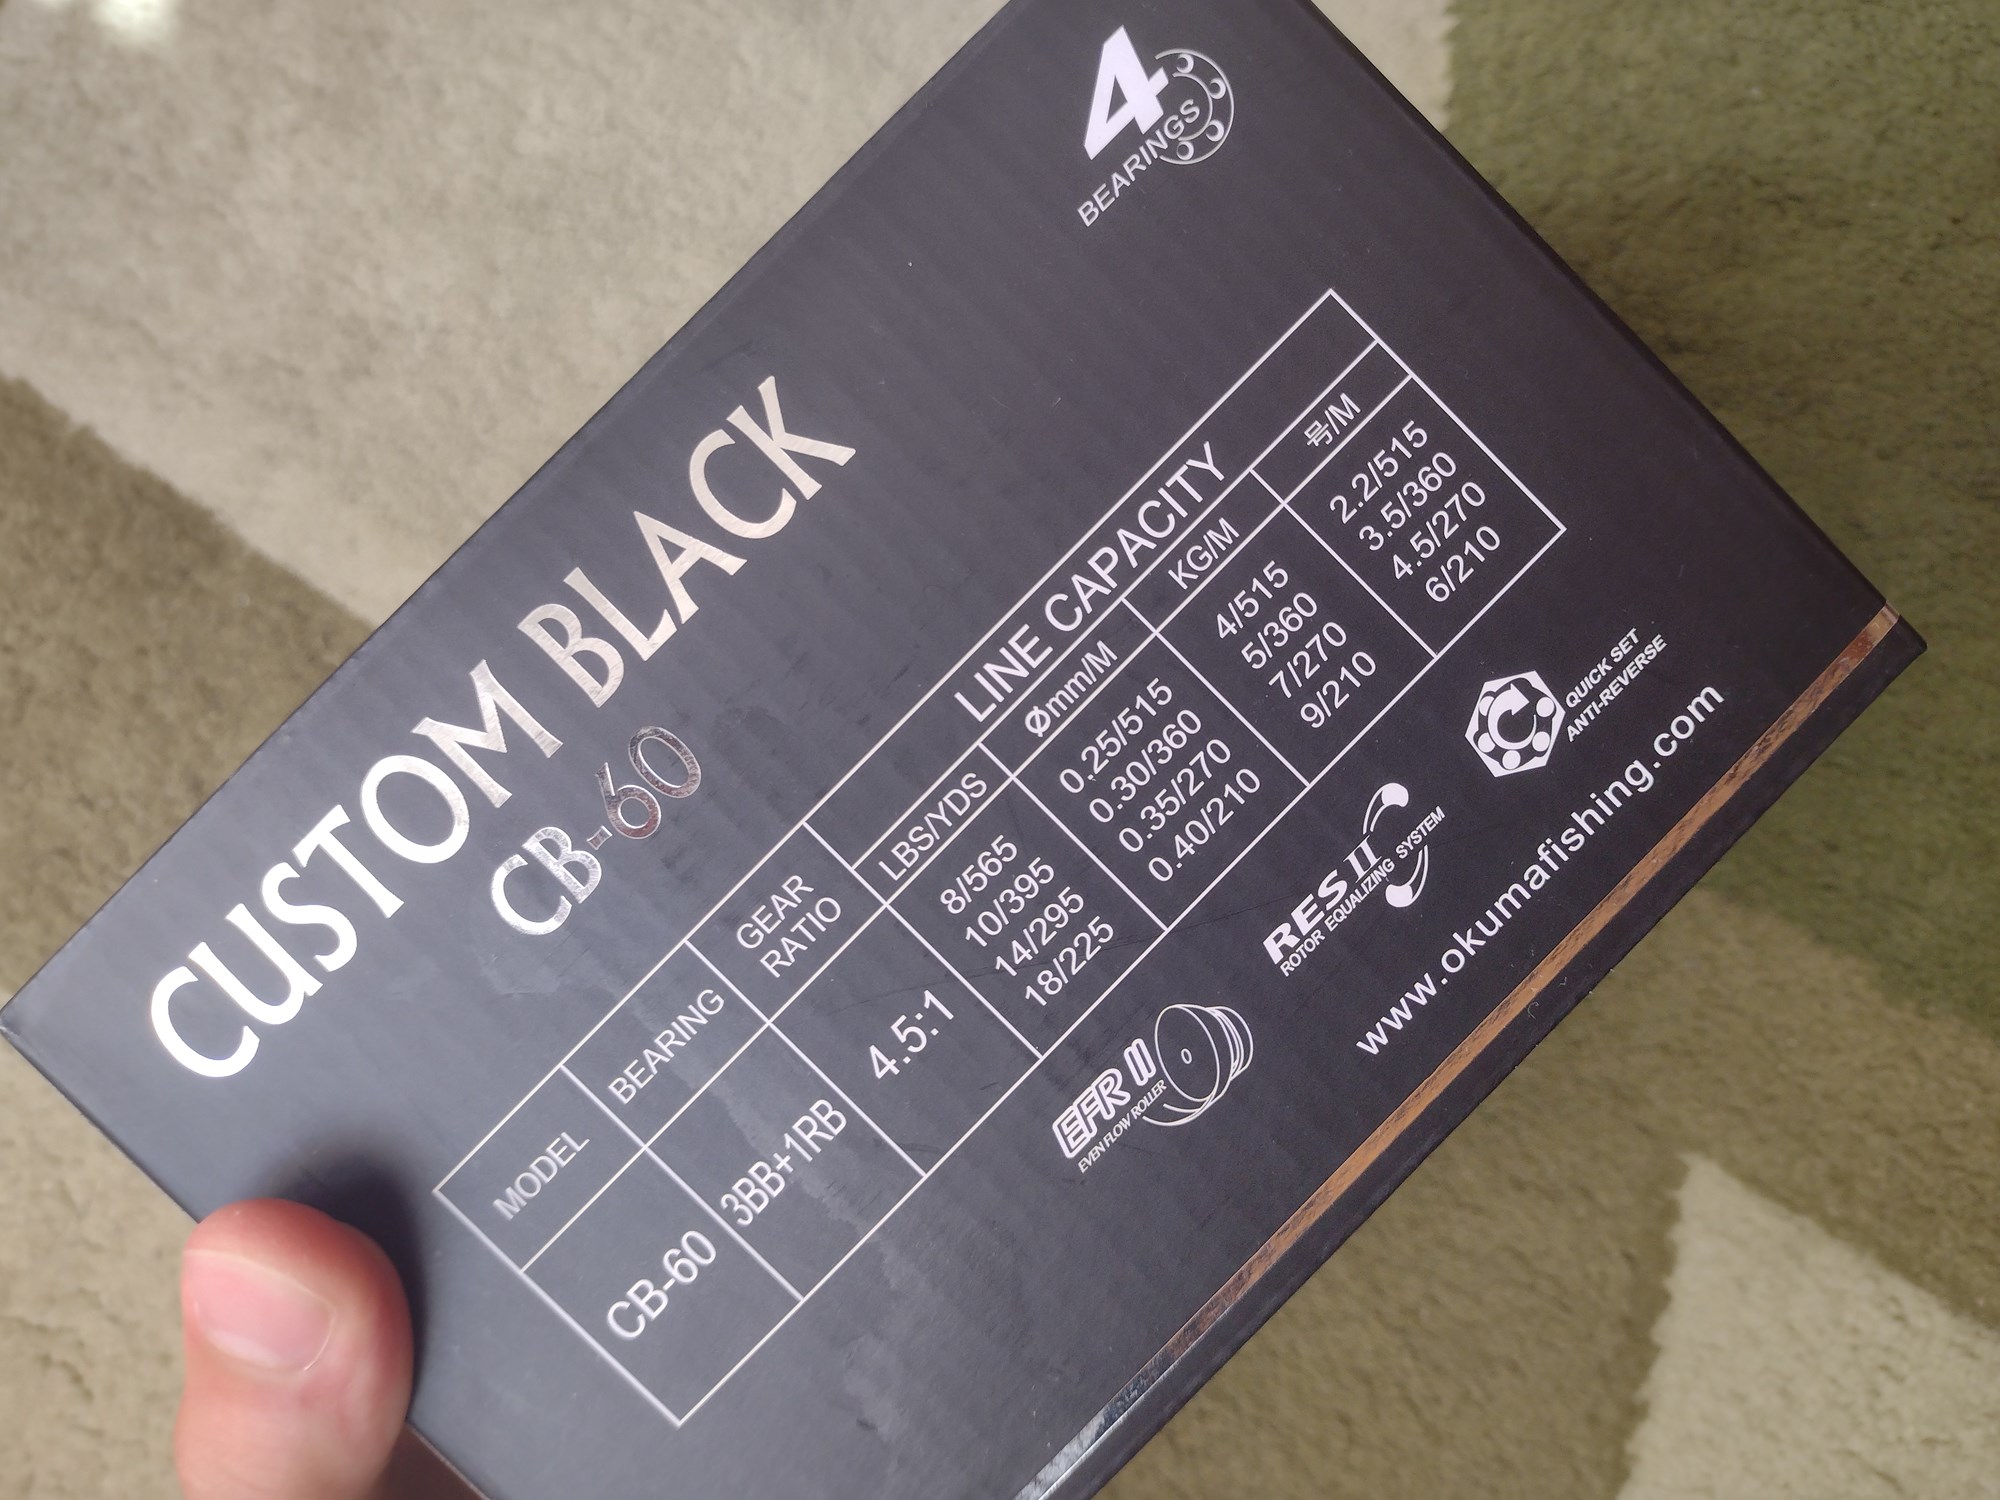 4
BEARINGS
CUSTOM BLACK
CB-60
MODEL
BEARING
GEAR
RATIO
LINE CAPACITY
LBS/YDS
Ømm/M
KG/M
号/M
CB-60
3BB+1RB
4.5:1
8/565
10/395
14/295
18/225
0.25/515
0.30/360
0.35/270
0.40/210
4/515
5/360
7/270
9/210
2.2/515
3.5/360
4.5/270
6/210
EFR II
EVEN FLOW ROLLER
RES II
ROTOR EQUALIZING SYSTEM
QUICK SET
ANTI-REVERSE
www.okumafishing.com